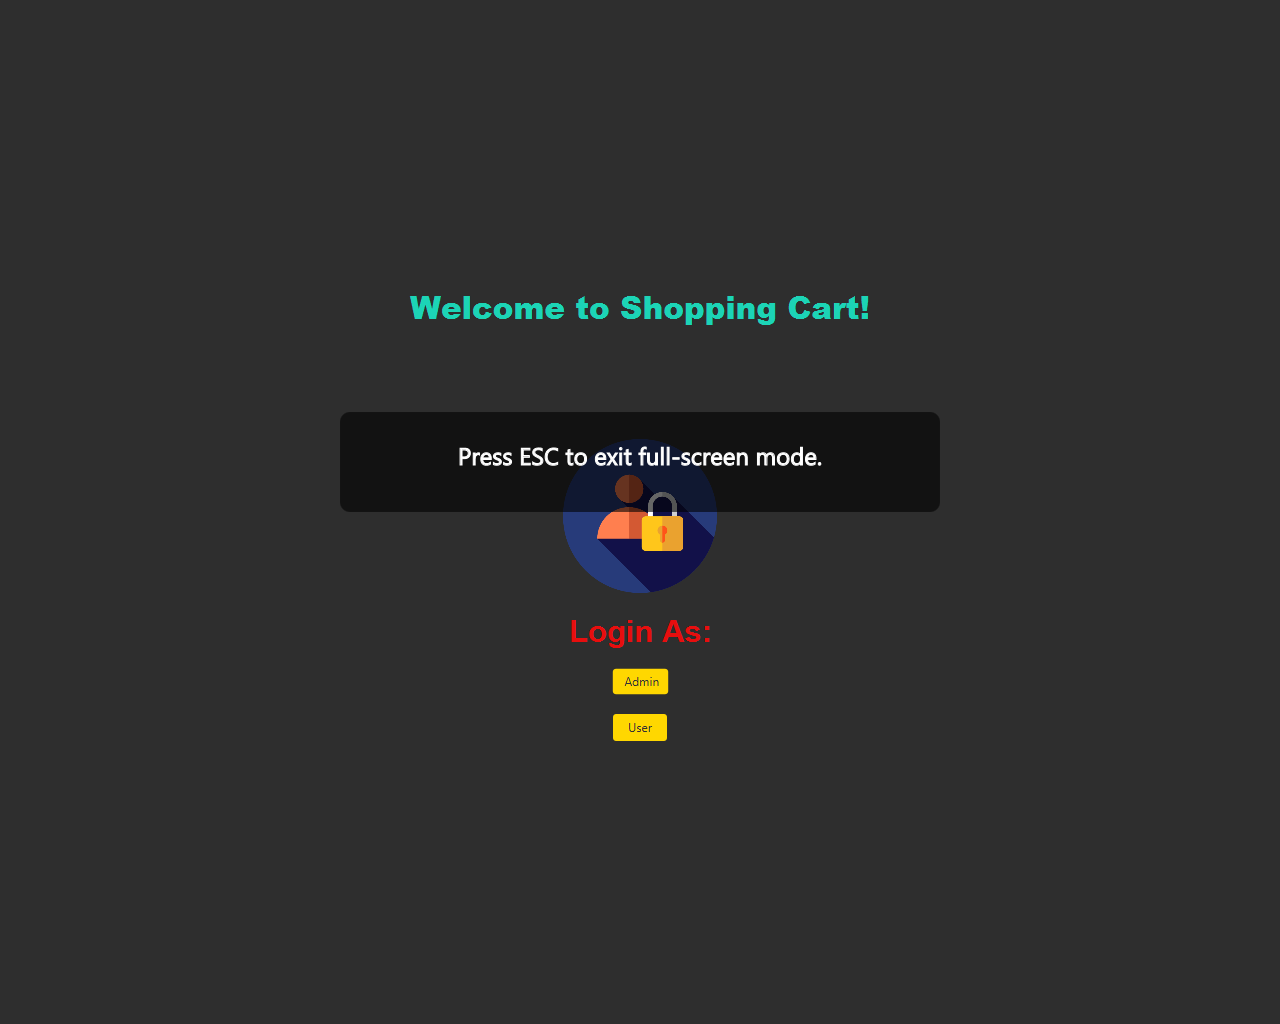 Welcome to Shopping Cart!
Press ESC to exit full-screen mode.
Login As:
Admin
User